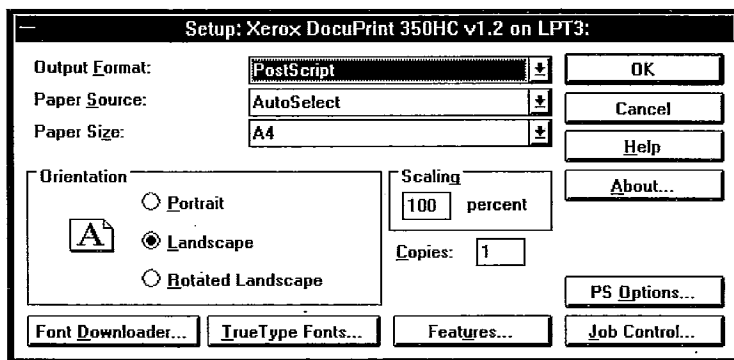 Setup: Xerox DocuPrint 350HC v1.2 on LPT3:
Output Format:
PostScript
OK
Paper Source:
AutoSelect
Cancel
Paper Size:
A4
Help
Orientation
Portrait
A
Landscape
Rotated Landscape
Scaling
100 percent
About...
Copies: 1
PS Options...
Font Downloader...
TrueType Fonts...
Features...
Job Control...